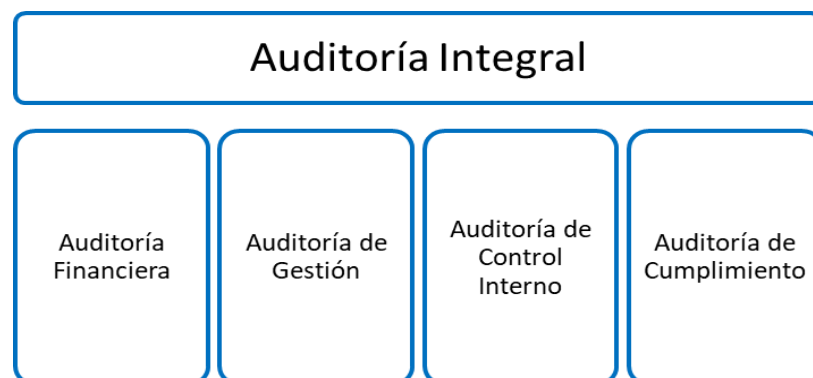 Auditoría Integral
Auditoría
Financiera
Auditoría de
Gestión
Auditoría de
Control
Interno
Auditoría de
Cumplimiento